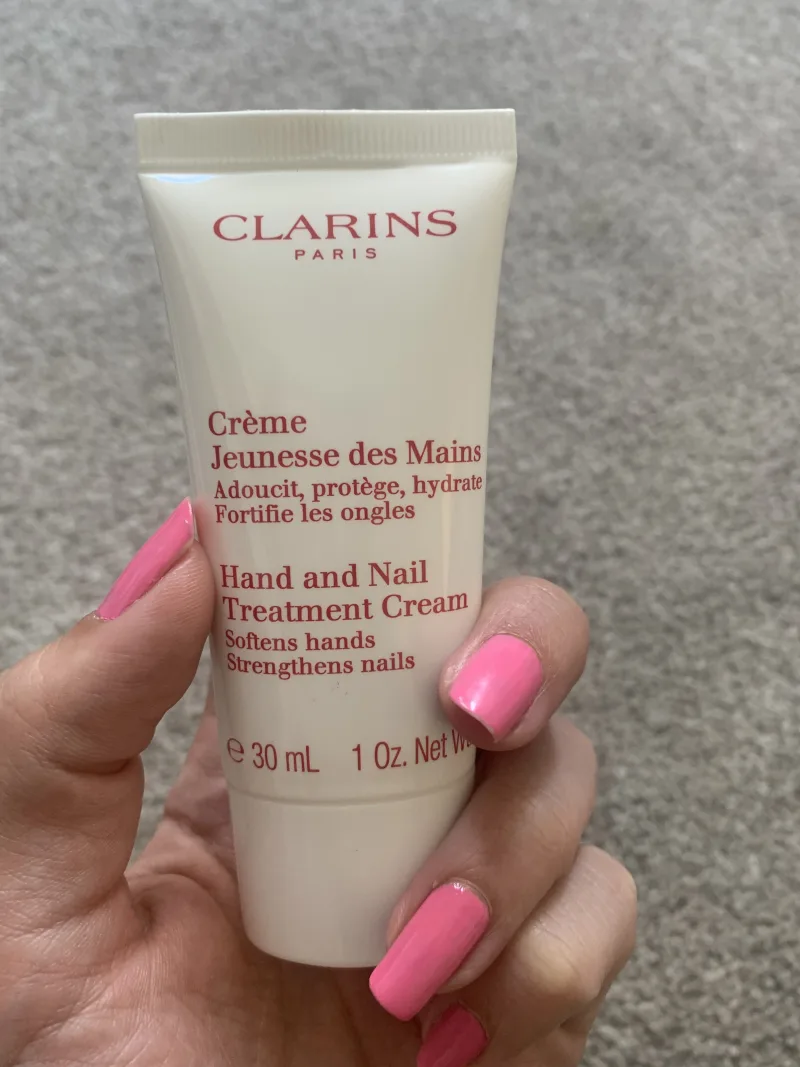 CLARINS
PARIS
Crème
Jeunesse des Mains
Adoucit, protège, hydrate
Fortifie les ongles
Hand and Nail
Treatment Cream
Softens hands
Strengthens nails
℮ 30 mL 1 Oz. Net